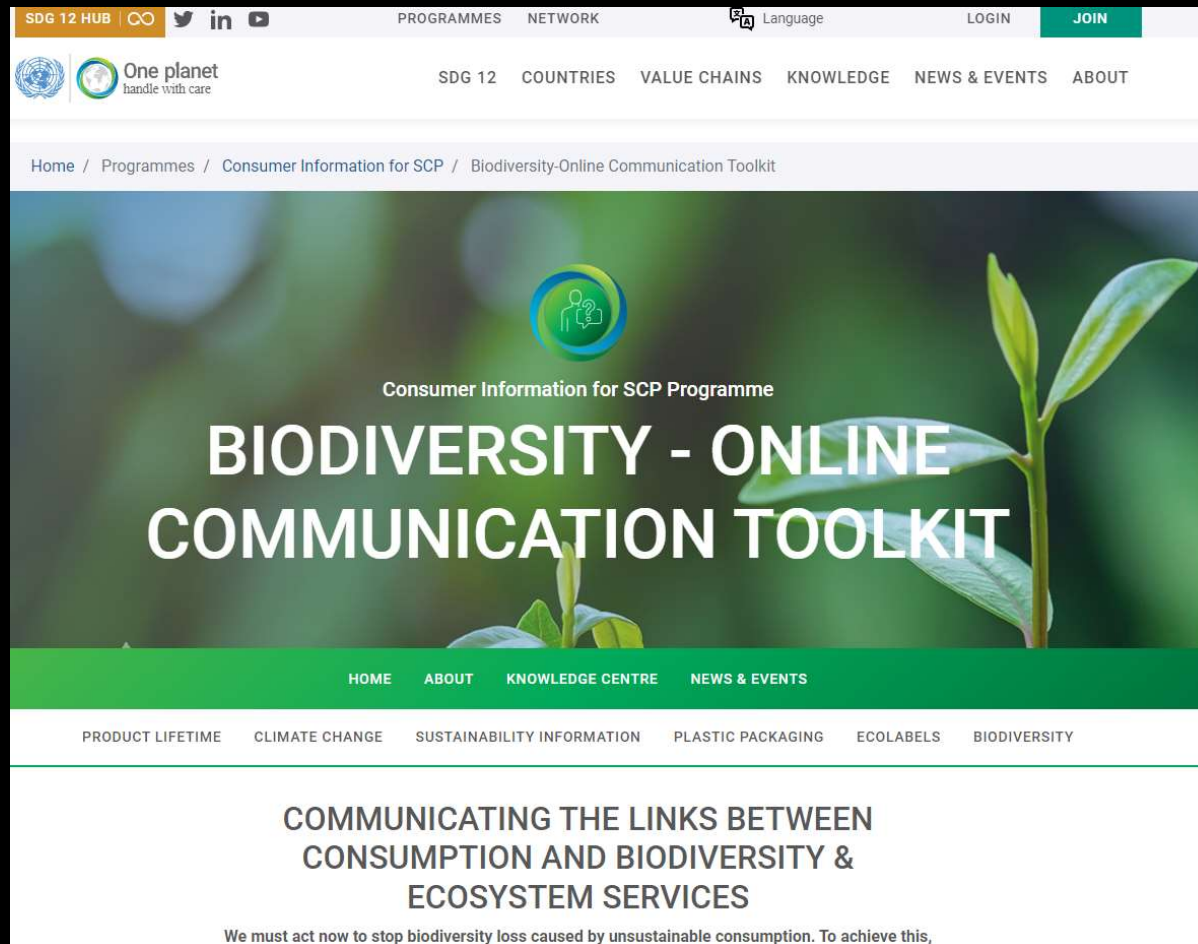 SDG 12 HUB
PROGRAMMES NETWORK Language LOGIN JOIN
One planet
handle with care
SDG 12 COUNTRIES VALUE CHAINS KNOWLEDGE NEWS & EVENTS ABOUT
Home / Programmes / Consumer Information for SCP / Biodiversity-Online Communication Toolkit
Consumer Information for SCP Programme
BIODIVERSITY - ONLINE
COMMUNICATION TOOLKIT
HOME ABOUT KNOWLEDGE CENTRE NEWS & EVENTS
PRODUCT LIFETIME CLIMATE CHANGE SUSTAINABILITY INFORMATION PLASTIC PACKAGING ECOLABELS BIODIVERSITY
COMMUNICATING THE LINKS BETWEEN
CONSUMPTION AND BIODIVERSITY &
ECOSYSTEM SERVICES
We must act now to stop biodiversity loss caused by unsustainable consumption. To achieve this,